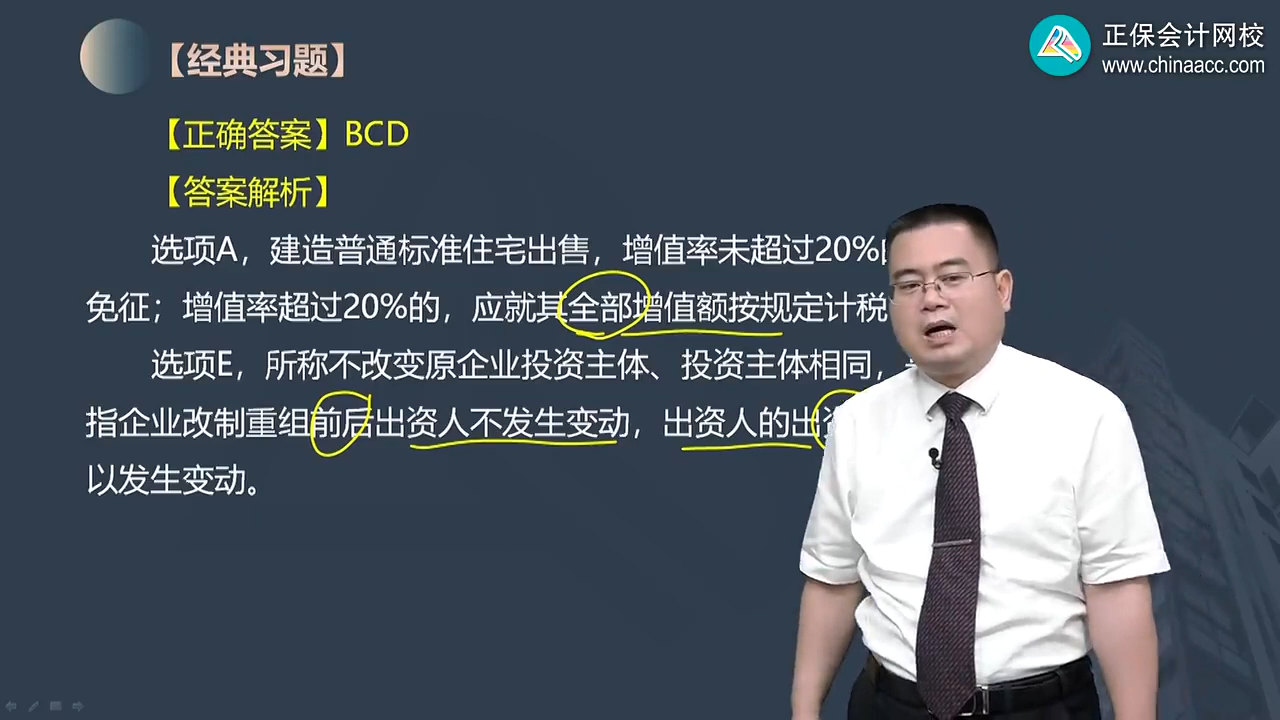 【经典习题】
正保会计网校
www.chinaacc.com
【正确答案】BCD
【答案解析】
选项A，建造普通标准住宅出售，增值率未超过20%
免征；增值率超过20%的，应就其全部增值额按规定计税
选项E，所称不改变原企业投资主体、投资主体相同，
指企业改制重组前后出资人不发生变动，出资人的出
以发生变动。